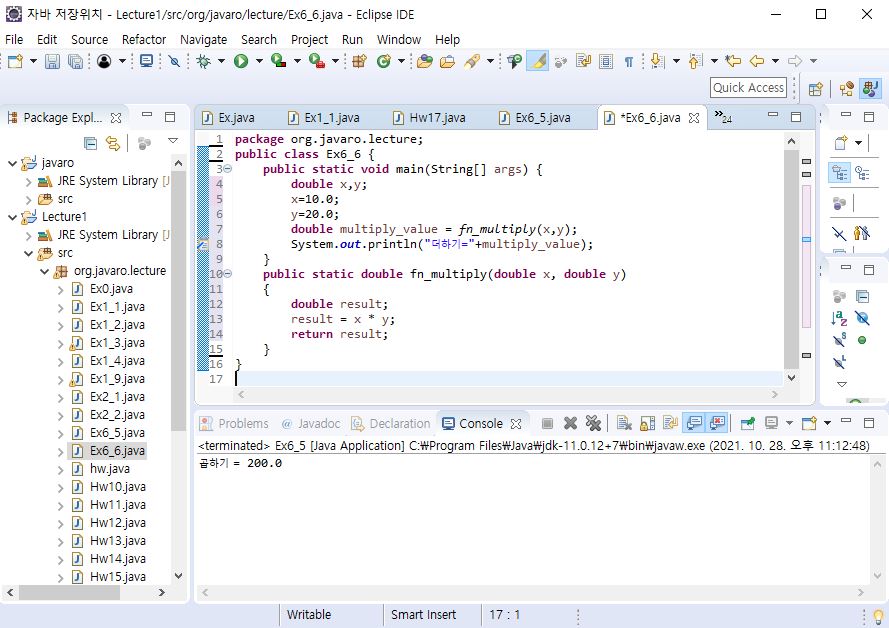 자바 저장위치 - Lecture1/src/org/javaro/lecture/Ex6_6.java - Eclipse IDE
File Edit Source Refactor Navigate Search Project Run Window Help
Quick Access
Package Expl...
javaro
JRE System Library [J
src
Lecture1
JRE System Library [J
src
org.javaro.lecture
Ex0.java
Ex1_1.java
Ex1_2.java
Ex1_3.java
Ex1_4.java
Ex1_9.java
Ex2_1.java
Ex2_2.java
Ex6_5.java
Ex6_6.java
hw.java
Hw10.java
Hw11.java
Hw12.java
Hw13.java
Hw14.java
Hw15.java
Ex.java Ex1_1.java Hw17.java Ex6_5.java *Ex6_6.java »24
1 package org.javaro.lecture;
2 public class Ex6_6 {
3 public static void main(String[] args) {
4 double x,y;
5 x=10.0;
6 y=20.0;
7 double multiply_value = fn_multiply(x,y);
8 System.out.println("더하기="+multiply_value);
9 }
10 public static double fn_multiply(double x, double y)
11 {
12 double result;
13 result = x * y;
14 return result;
15 }
16 }
17
Problems @ Javadoc Declaration Console
<terminated> Ex6_5 [Java Application] C:₩Program Files₩Java₩jdk-11.0.12+7₩bin₩javaw.exe (2021. 10. 28. 오후 11:12:48)
곱하기 = 200.0
Writable Smart Insert 17 : 1